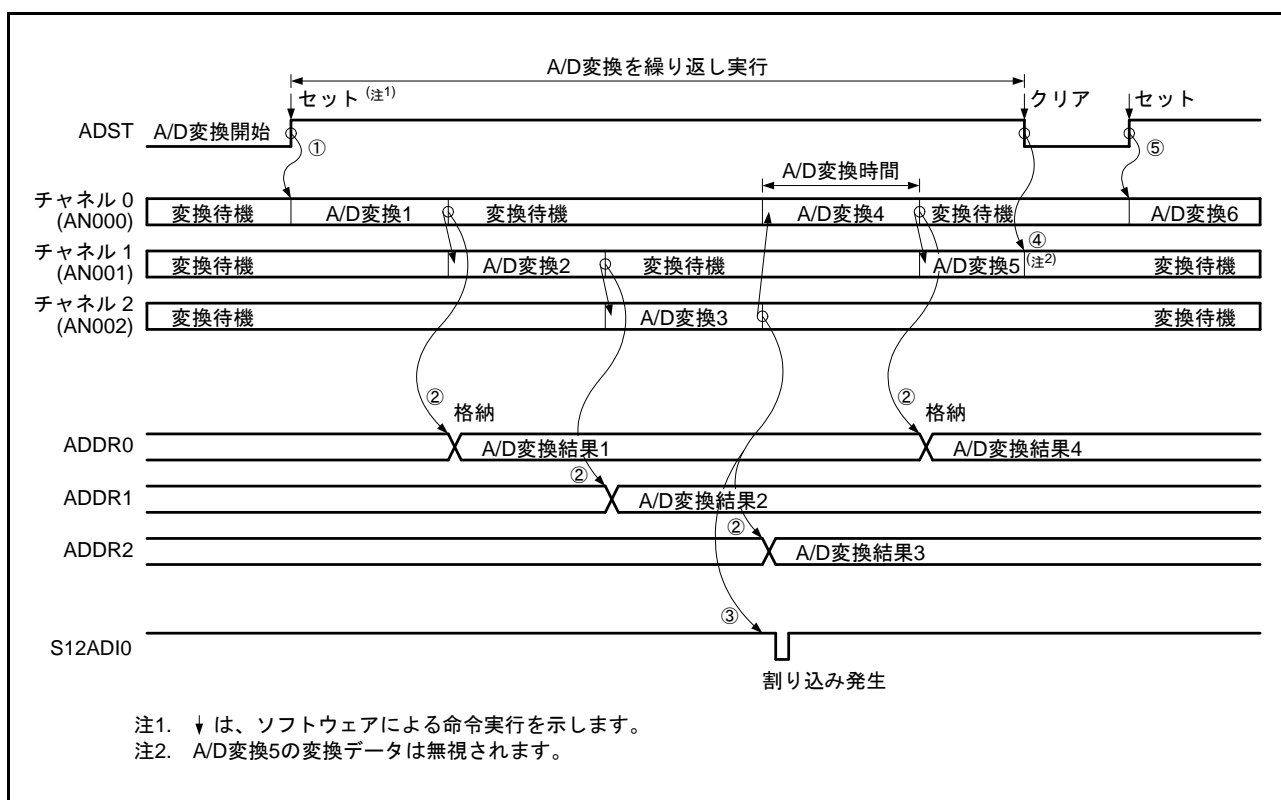 A/D変換を繰り返し実行
セット (注1)
クリア
セット
ADST
A/D変換開始
①
⑤
A/D変換時間
チャネル 0
(AN000)
変換待機
A/D変換1
変換待機
A/D変換4
変換待機
A/D変換6
④
チャネル 1
(AN001)
変換待機
A/D変換2
変換待機
A/D変換5 (注2)
変換待機
チャネル 2
(AN002)
変換待機
A/D変換3
変換待機
②
格納
②
格納
ADDR0
A/D変換結果1
A/D変換結果4
②
ADDR1
A/D変換結果2
②
ADDR2
A/D変換結果3
③
S12ADI0
割り込み発生
注1. ↓は、ソフトウェアによる命令実行を示します。
注2. A/D変換5の変換データは無視されます。